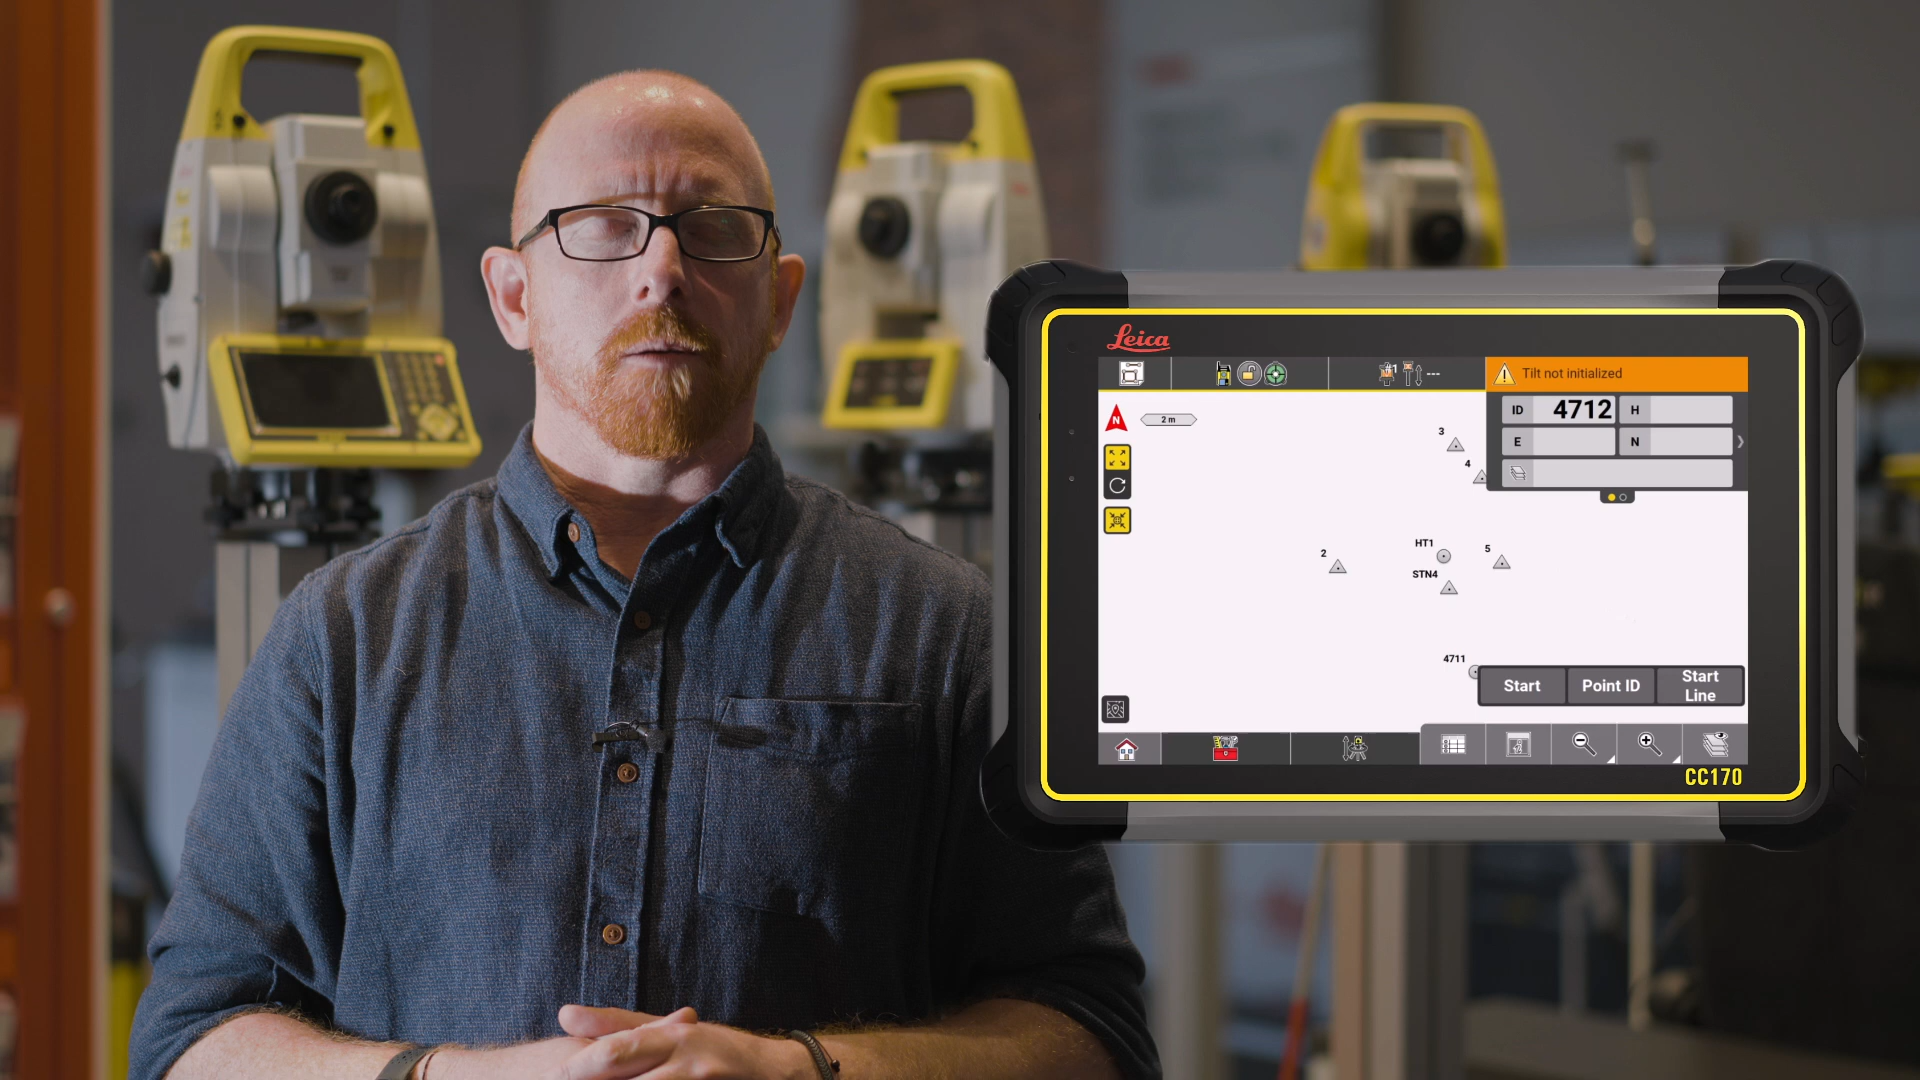 Leica
#1
---
Tilt not initialized
N
2 m
ID
4712
H
E
N
3
4
HT1
2
5
STN4
4711
Start
Point ID
Start
Line
CC170